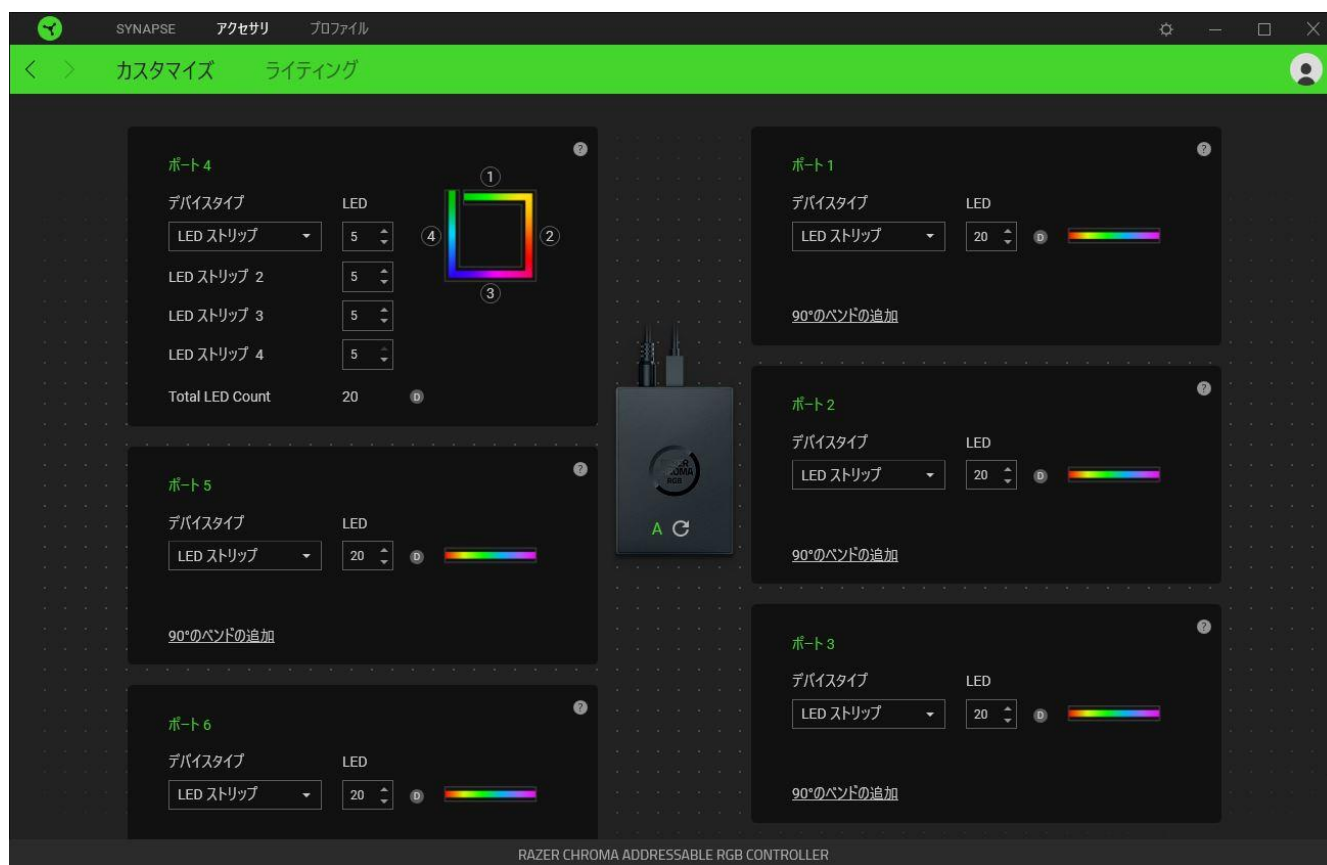 SYNAPSE アクセサリ プロファイル
カスタマイズ ライティング
ポート 4
デバイスタイプ LED
LED ストリップ 5
LED ストリップ 2 5
LED ストリップ 3 5
LED ストリップ 4 5
Total LED Count 20 D
?
1
2
3
4
ポート 5
?
デバイスタイプ LED
LED ストリップ 20 D
90°のベンドの追加
ポート 6
?
デバイスタイプ LED
LED ストリップ 20 D
RAZER
CHROMA
RGB
A
ポート 1
?
デバイスタイプ LED
LED ストリップ 20 D
90°のベンドの追加
ポート 2
?
デバイスタイプ LED
LED ストリップ 20 D
90°のベンドの追加
ポート 3
?
デバイスタイプ LED
LED ストリップ 20 D
90°のベンドの追加
RAZER CHROMA ADDRESSABLE RGB CONTROLLER